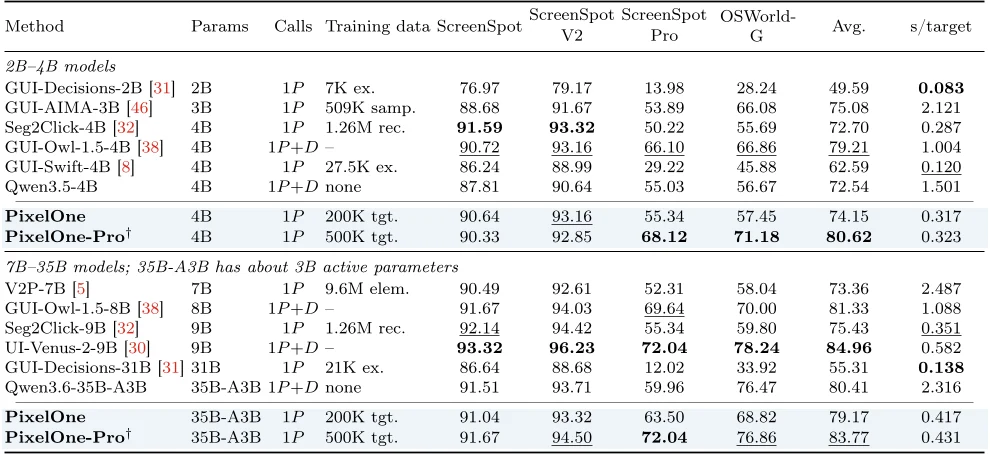 Method Params Calls Training data ScreenSpot ScreenSpot V2 ScreenSpot Pro OSWorld-G Avg. s/target
2B–4B models
GUI-Decisions-2B [31] 2B 1P 7K ex. 76.97 79.17 13.98 28.24 49.59 0.083
GUI-AIMA-3B [46] 3B 1P 509K samp. 88.68 91.67 53.89 66.08 75.08 2.121
Seg2Click-4B [32] 4B 1P 1.26M rec. 91.59 93.32 50.22 55.69 72.70 0.287
GUI-Owl-1.5-4B [38] 4B 1P+D – 90.72 93.16 66.10 66.86 79.21 1.004
GUI-Swift-4B [8] 4B 1P 27.5K ex. 86.24 88.99 29.22 45.88 62.59 0.120
Qwen3.5-4B 4B 1P+D none 87.81 90.64 55.03 56.67 72.54 1.501
PixelOne 4B 1P 200K tgt. 90.64 93.16 55.34 57.45 74.15 0.317
PixelOne-Pro† 4B 1P 500K tgt. 90.33 92.85 68.12 71.18 80.62 0.323
7B–35B models; 35B-A3B has about 3B active parameters
V2P-7B [5] 7B 1P 9.6M elem. 90.49 92.61 52.31 58.04 73.36 2.487
GUI-Owl-1.5-8B [38] 8B 1P+D – 91.67 94.03 69.64 70.00 81.33 1.088
Seg2Click-9B [32] 9B 1P 1.26M rec. 92.14 94.42 55.34 59.80 75.43 0.351
UI-Venus-2-9B [30] 9B 1P+D – 93.32 96.23 72.04 78.24 84.96 0.582
GUI-Decisions-31B [31] 31B 1P 21K ex. 86.64 88.68 12.02 33.92 55.31 0.138
Qwen3.6-35B-A3B 35B-A3B 1P+D none 91.51 93.71 59.96 76.47 80.41 2.316
PixelOne 35B-A3B 1P 200K tgt. 91.04 93.32 63.50 68.82 79.17 0.417
PixelOne-Pro† 35B-A3B 1P 500K tgt. 91.67 94.50 72.04 76.86 83.77 0.431